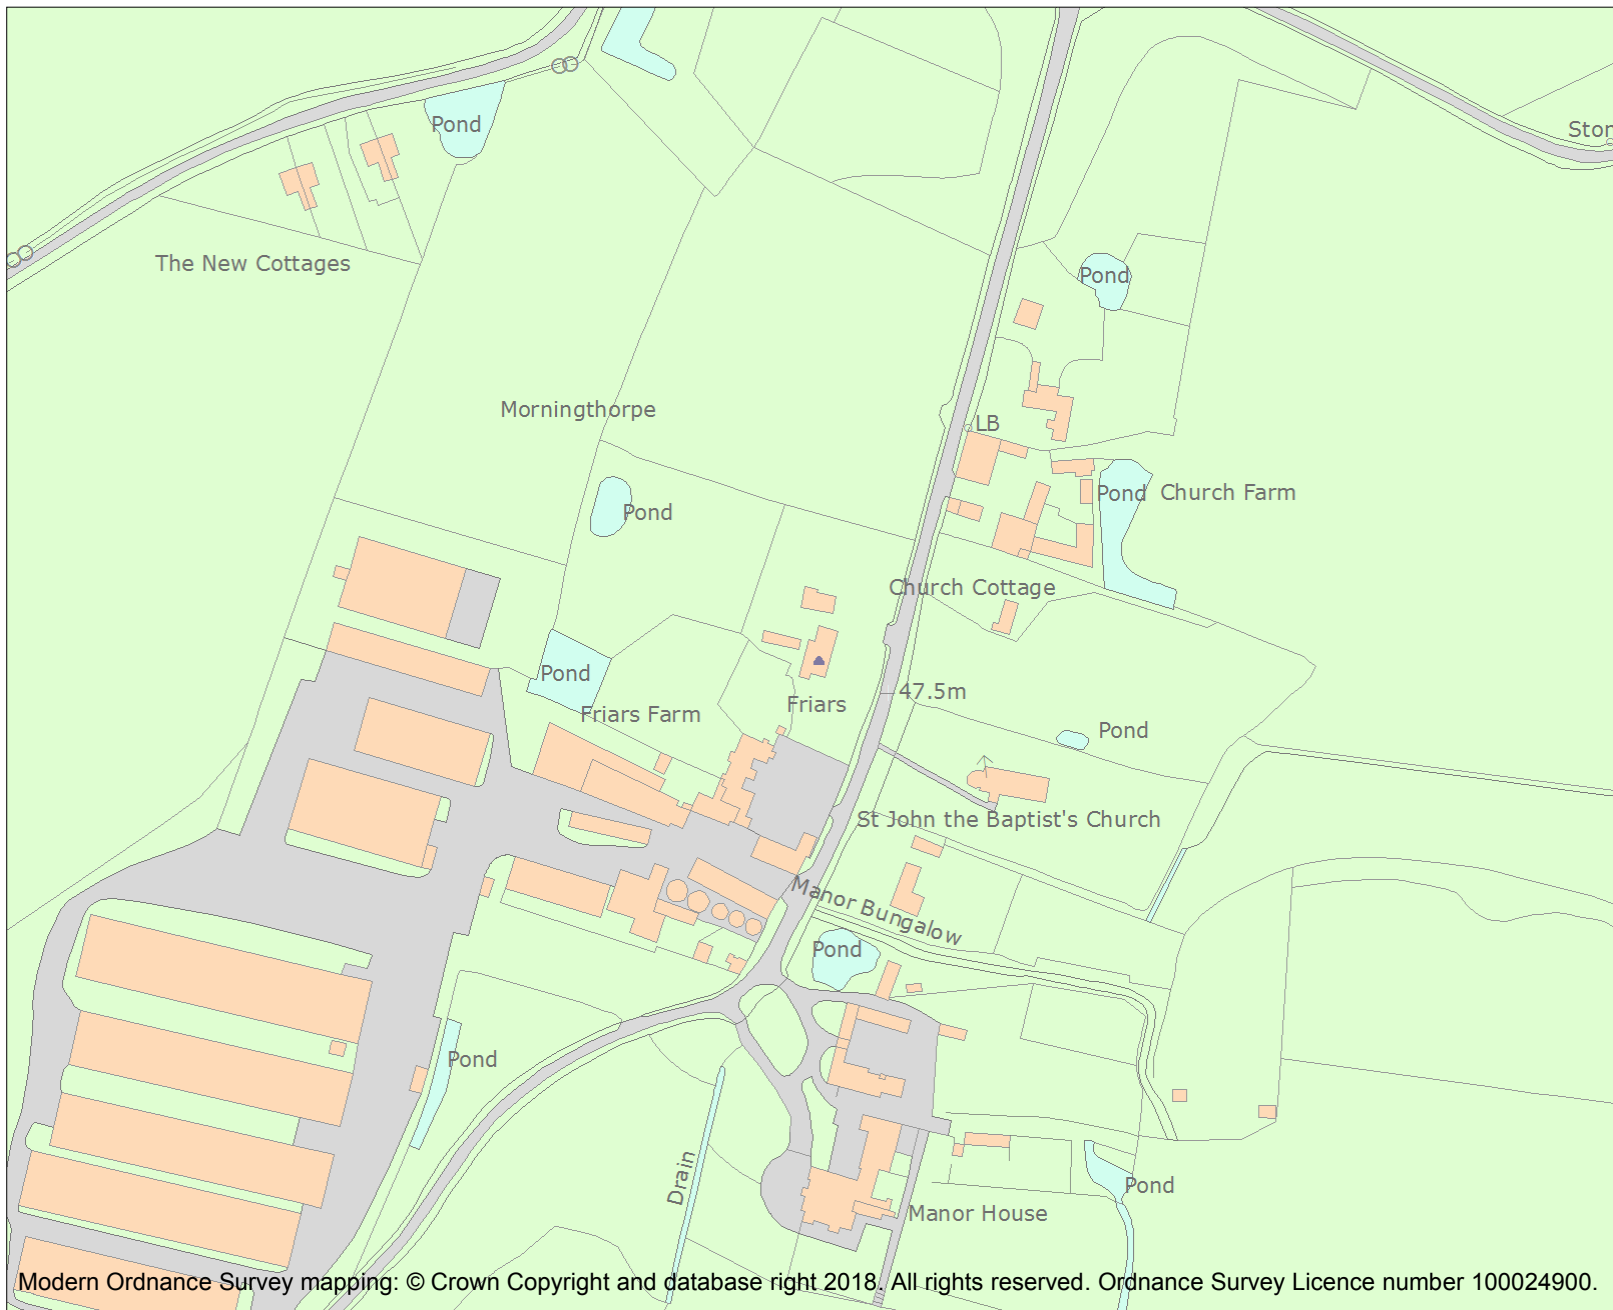 Pond
Ston
The New Cottages
Pond
Morningthorpe
LB
Pond
Church Farm
Pond
Church Cottage
Pond
47.5m
Friars
Friars Farm
Pond
St John the Baptist's Church
Manor Bungalow
Pond
Pond
Drain
Pond
Manor House
Modern Ordnance Survey mapping: © Crown Copyright and database right 2018. All rights reserved. Ordnance Survey Licence number 100024900.